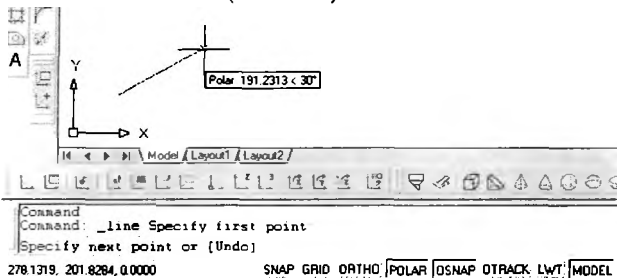 A
Y
Polar 191.2313 < 30°
X
Model Layout1 Layout2
Command
Command: _line Specify first point
Specify next point or [Undo]
278.1319, 201.8284, 0.0000 SNAP GRID ORTHO POLAR OSNAP OTRACK LWT MODEL